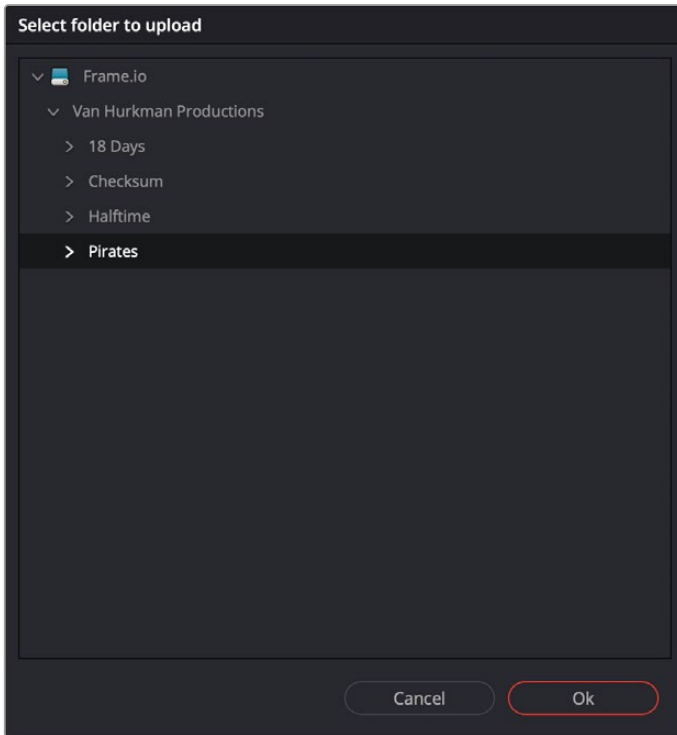 Select folder to upload
Frame.io
Van Hurkman Productions
18 Days
Checksum
Halftime
Pirates
Cancel Ok